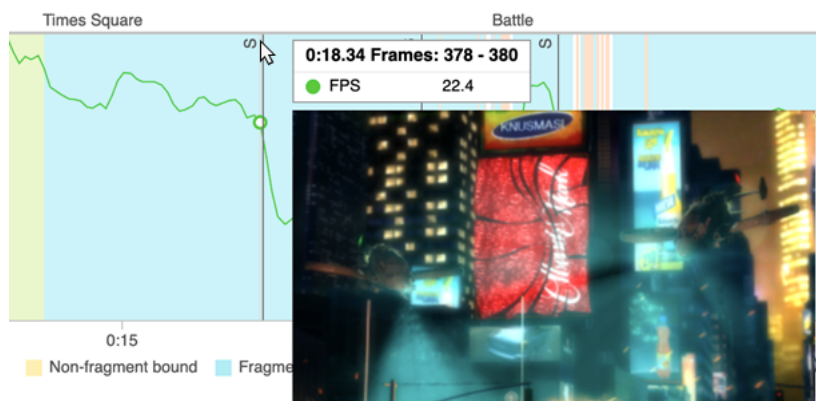 Times Square
Battle
S
S
0:18.34 Frames: 378 - 380
FPS 22.4
KNUSMASI
0:15
Non-fragment bound
Fragme